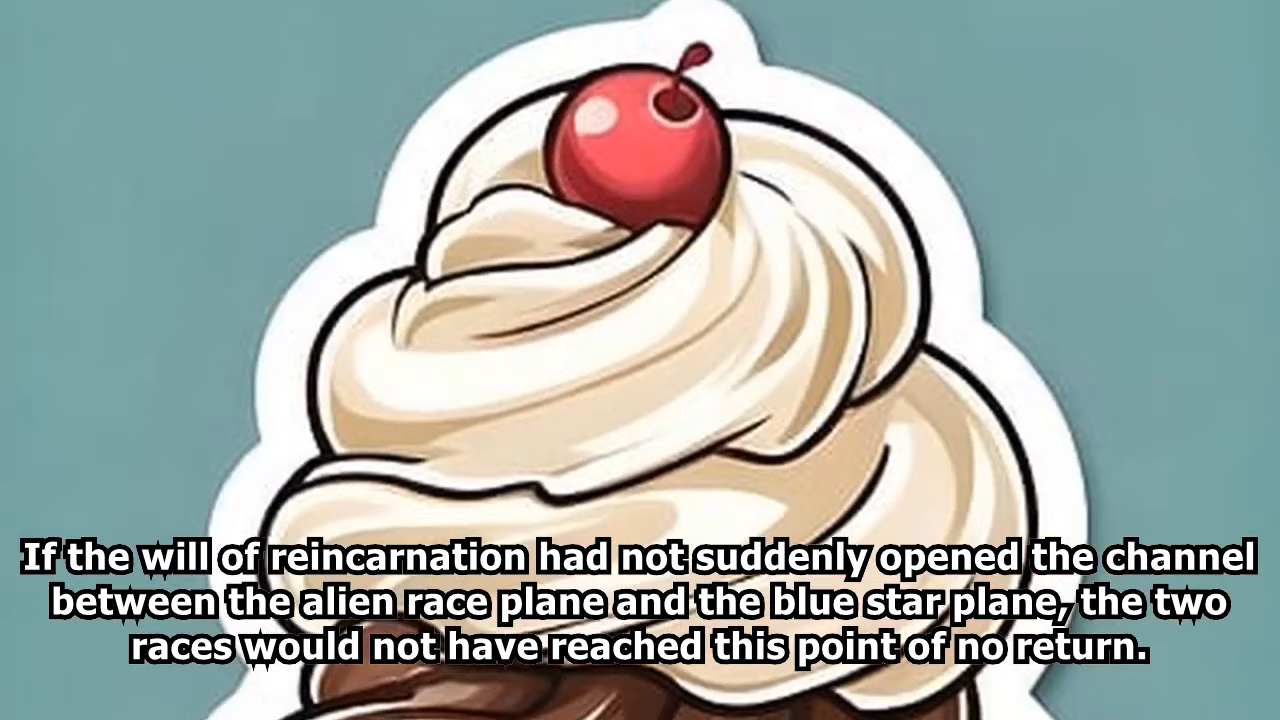 If the will of reincarnation had not suddenly opened the channel
between the alien race plane and the blue star plane, the two
races would not have reached this point of no return.